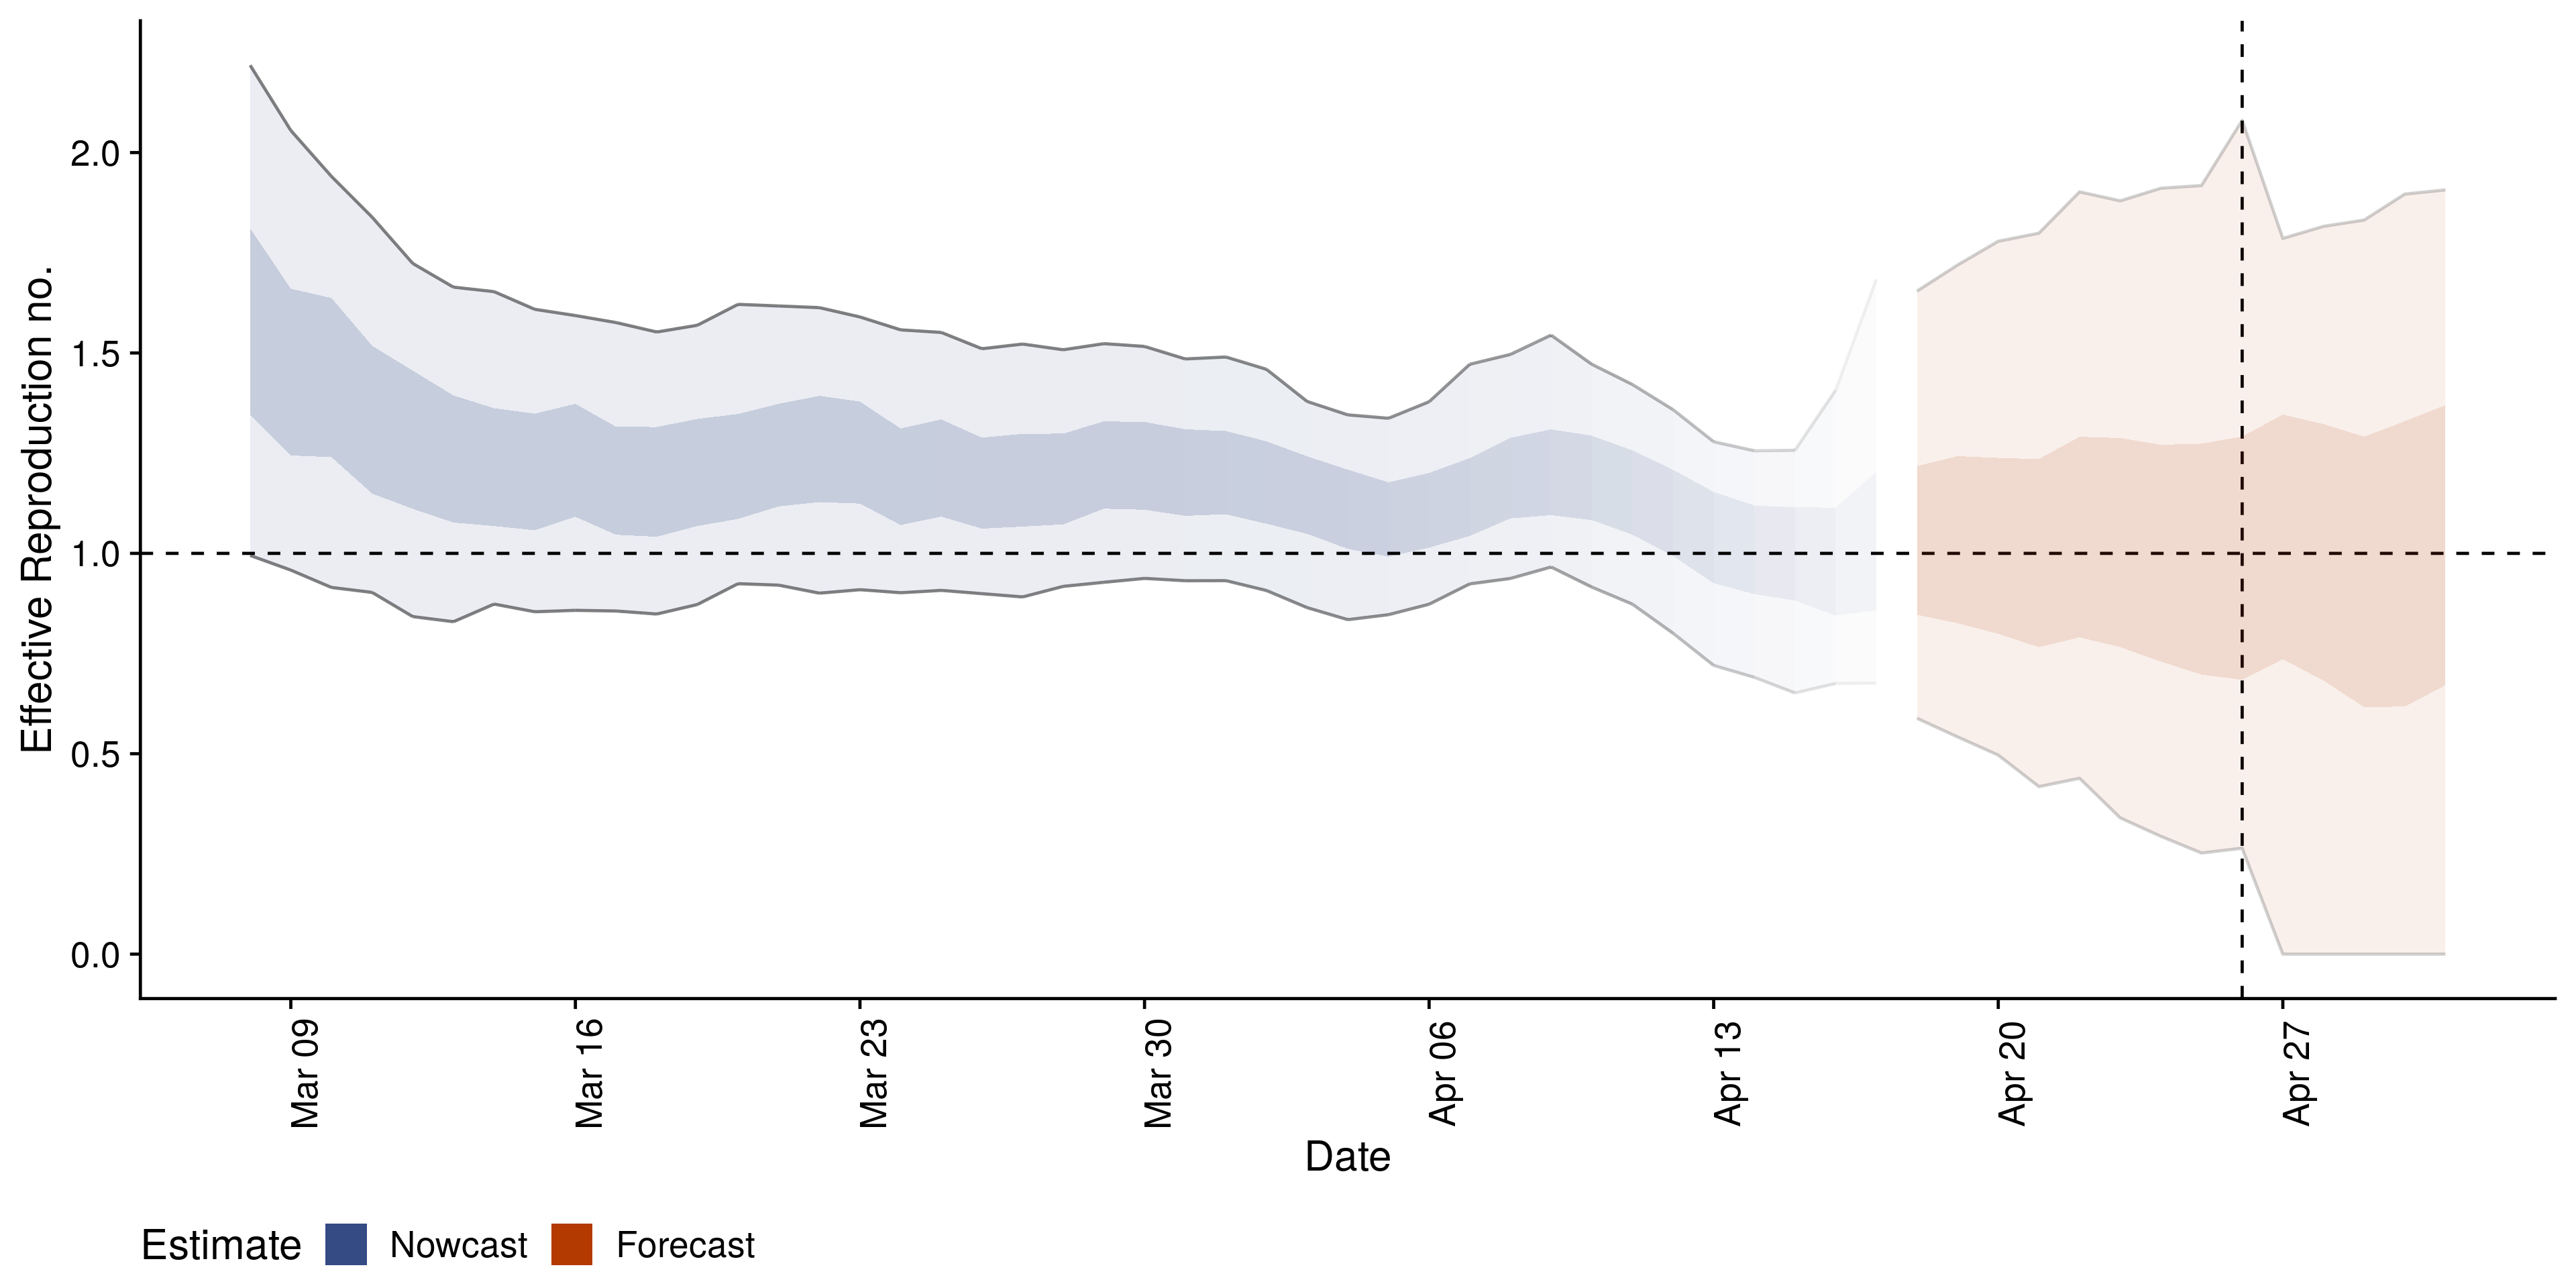 Effective Reproduction no.
2.0
1.5
1.0
0.5
0.0
Mar 09
Mar 16
Mar 23
Mar 30
Apr 06
Apr 13
Apr 20
Apr 27
Date
Estimate Nowcast Forecast